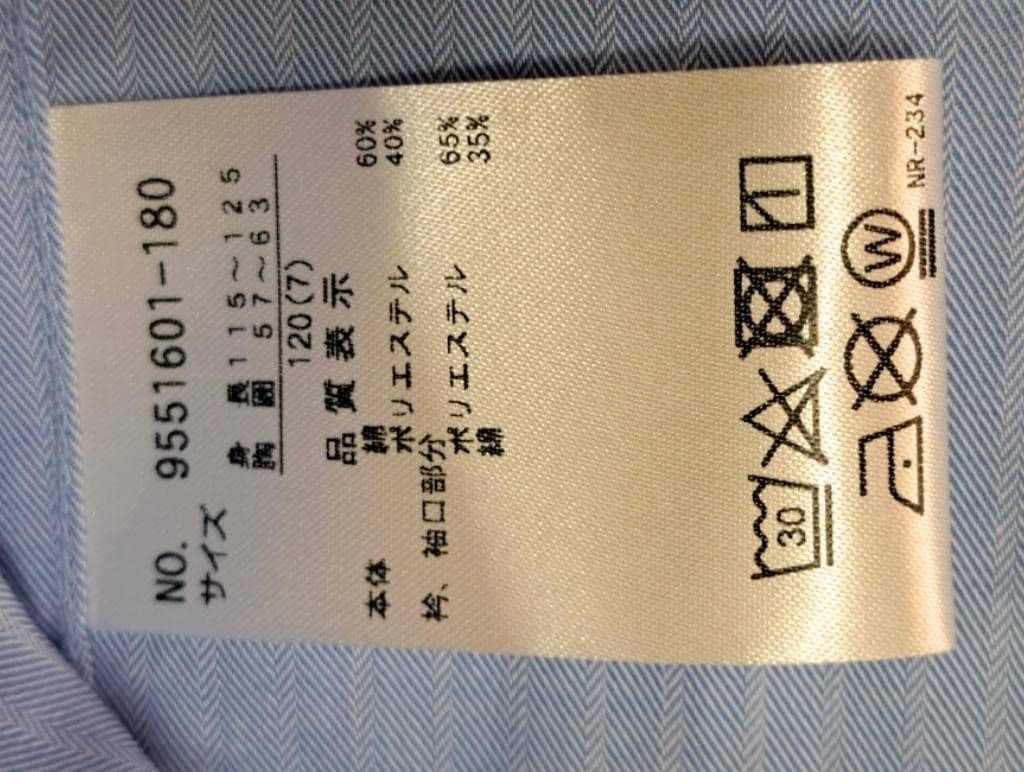 NO. 9551601-180
サイズ
身 長 115〜125
胸 囲 57〜63
120(7)
品質表示
本体 綿 60%
ポリエステル 40%
衿、袖口部分
ポリエステル 65%
綿 35%
30
W
NR-234